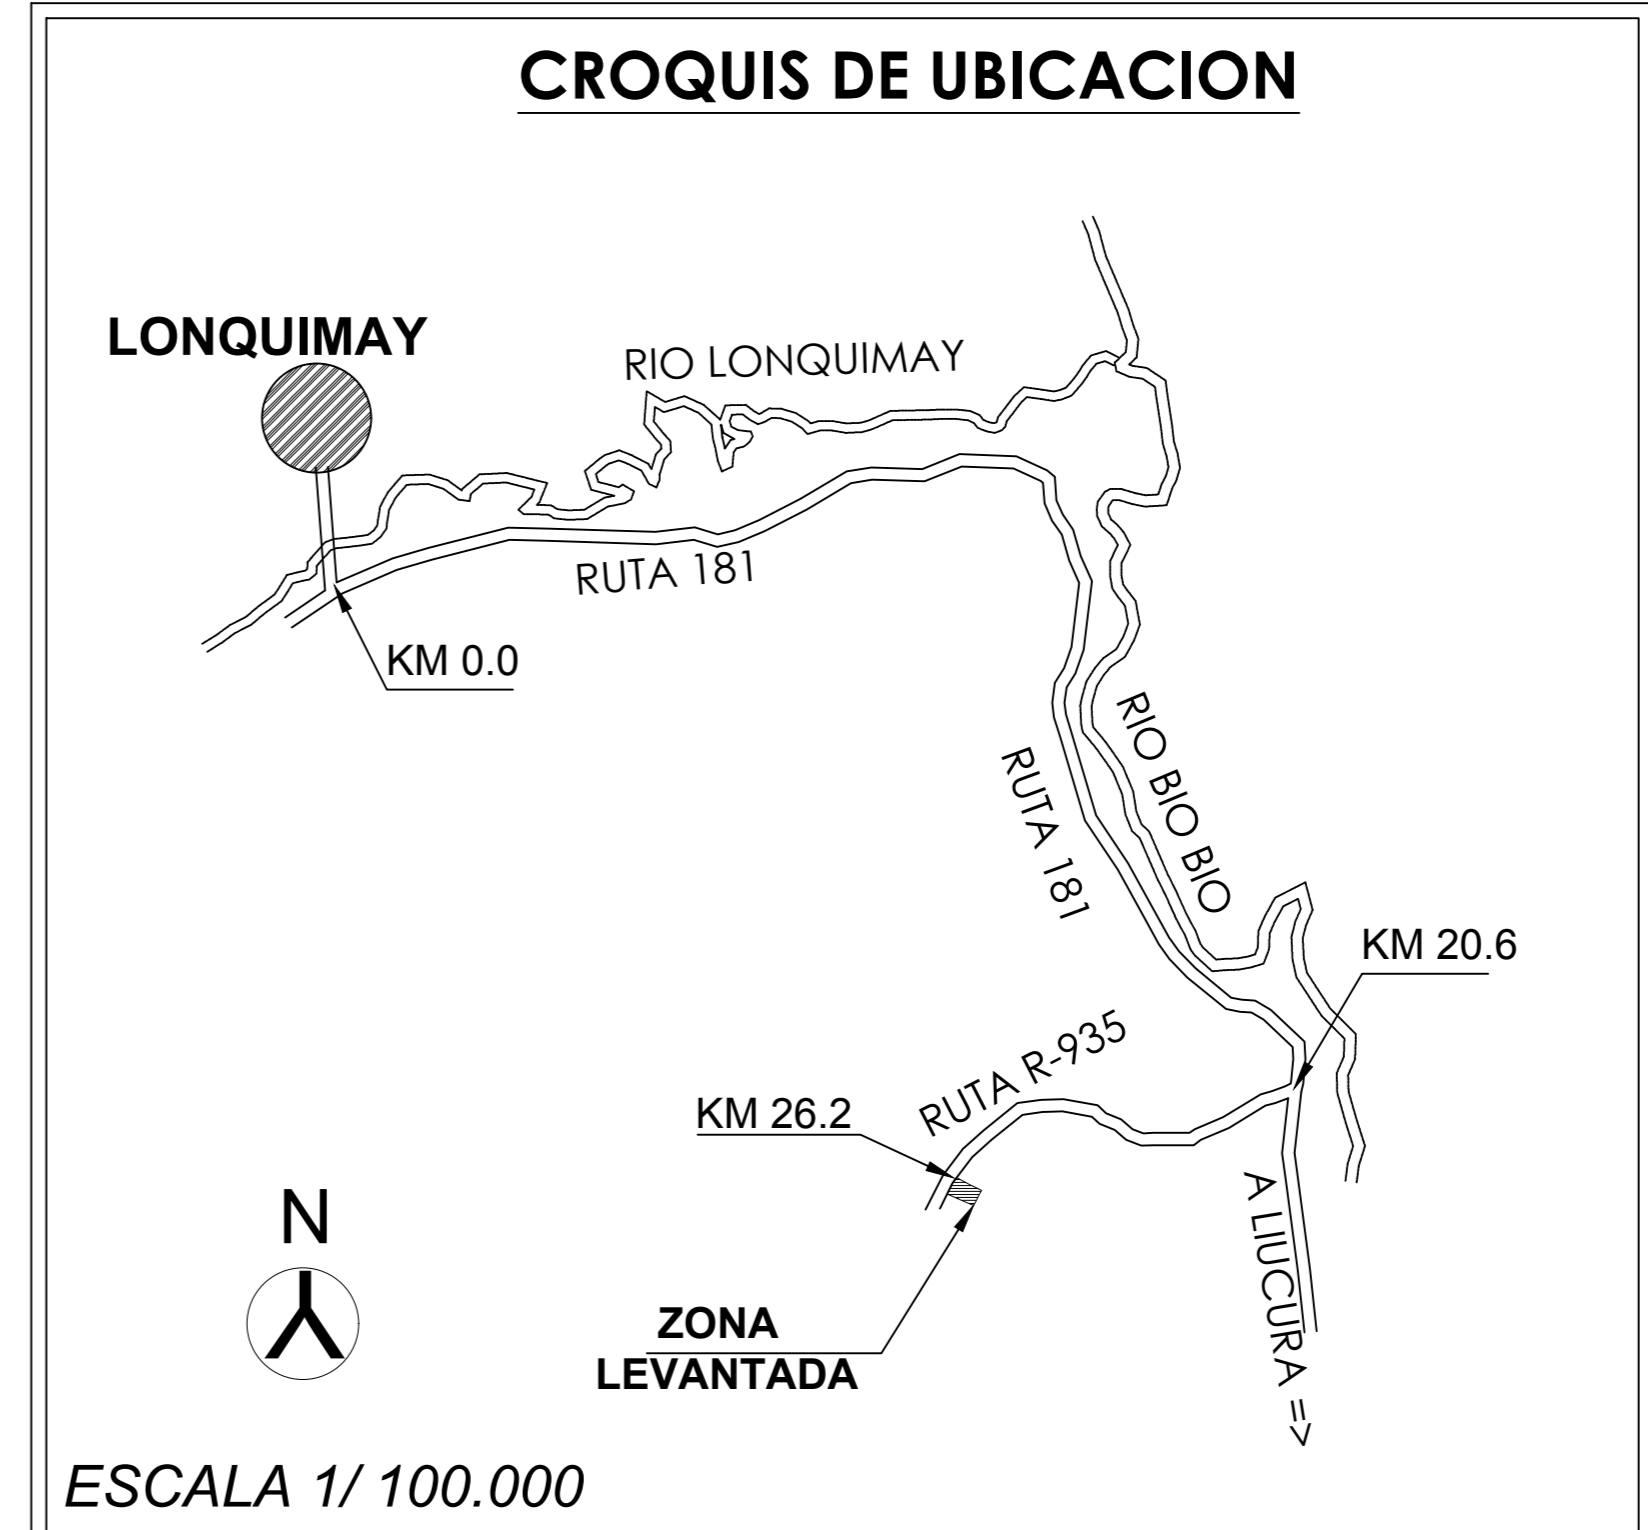 CROQUIS DE UBICACION
LONQUIMAY
RIO LONQUIMAY
RUTA 181
KM 0.0
RIO BIO BIO
RUTA 181
KM 20.6
RUTA R-935
KM 26.2
A LIUCURA =>
N
ZONA
LEVANTADA
ESCALA 1/ 100.000